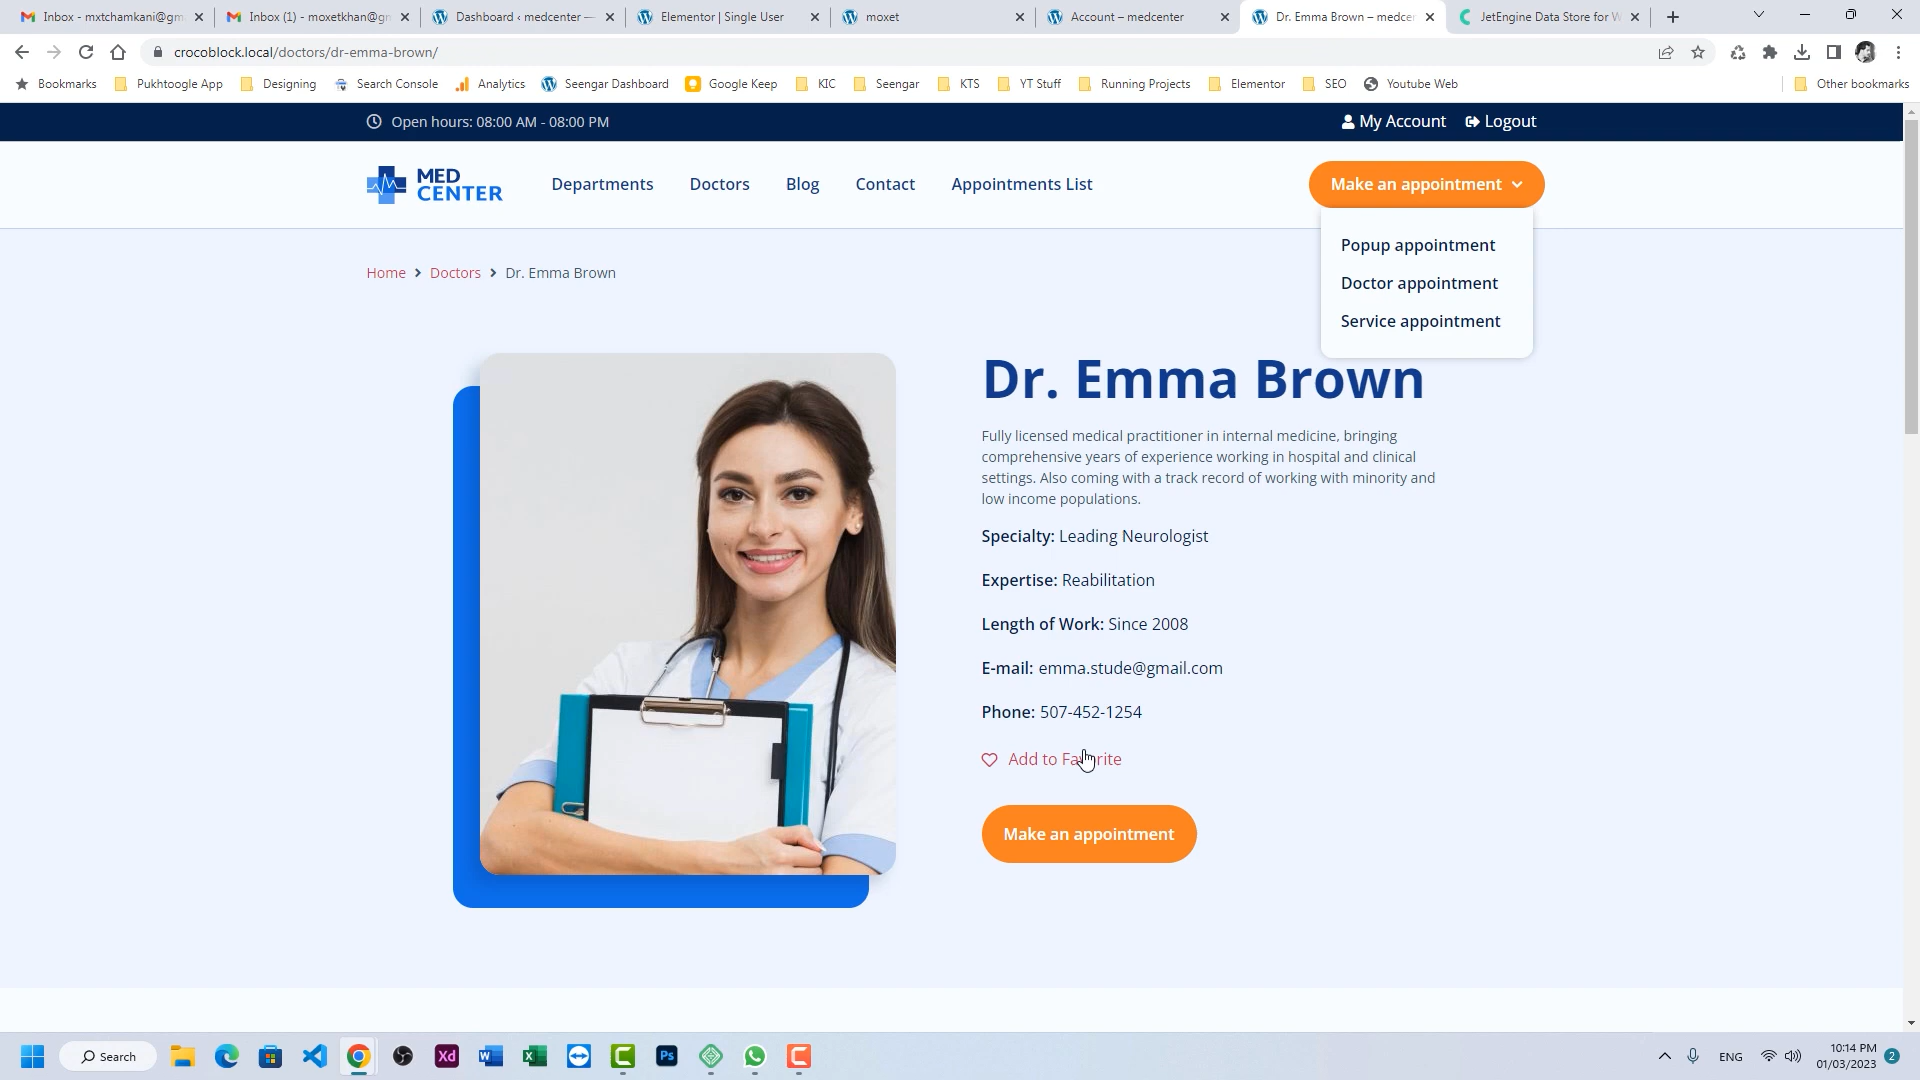 Inbox - mxtchamkani@gm
Inbox (1) - moxetkhan@gn
Dashboard ‹ medcenter —
Elementor | Single User
moxet
Account – medcenter
Dr. Emma Brown – medcen
JetEngine Data Store for W
crocoblock.local/doctors/dr-emma-brown/
Bookmarks
Pukhtoogle App
Designing
Search Console
Analytics
Seengar Dashboard
Google Keep
KIC
Seengar
KTS
YT Stuff
Running Projects
Elementor
SEO
Youtube Web
Other bookmarks
Open hours: 08:00 AM - 08:00 PM
My Account
Logout
MED
CENTER
Departments
Doctors
Blog
Contact
Appointments List
Make an appointment
Popup appointment
Doctor appointment
Service appointment
Home > Doctors > Dr. Emma Brown
Dr. Emma Brown
Fully licensed medical practitioner in internal medicine, bringing
comprehensive years of experience working in hospital and clinical
settings. Also coming with a track record of working with minority and
low income populations.
Specialty: Leading Neurologist
Expertise: Reabilitation
Length of Work: Since 2008
E-mail: emma.stude@gmail.com
Phone: 507-452-1254
Add to Favorite
Make an appointment
Search
Xd
Ps
ENG
10:14 PM
01/03/2023
2